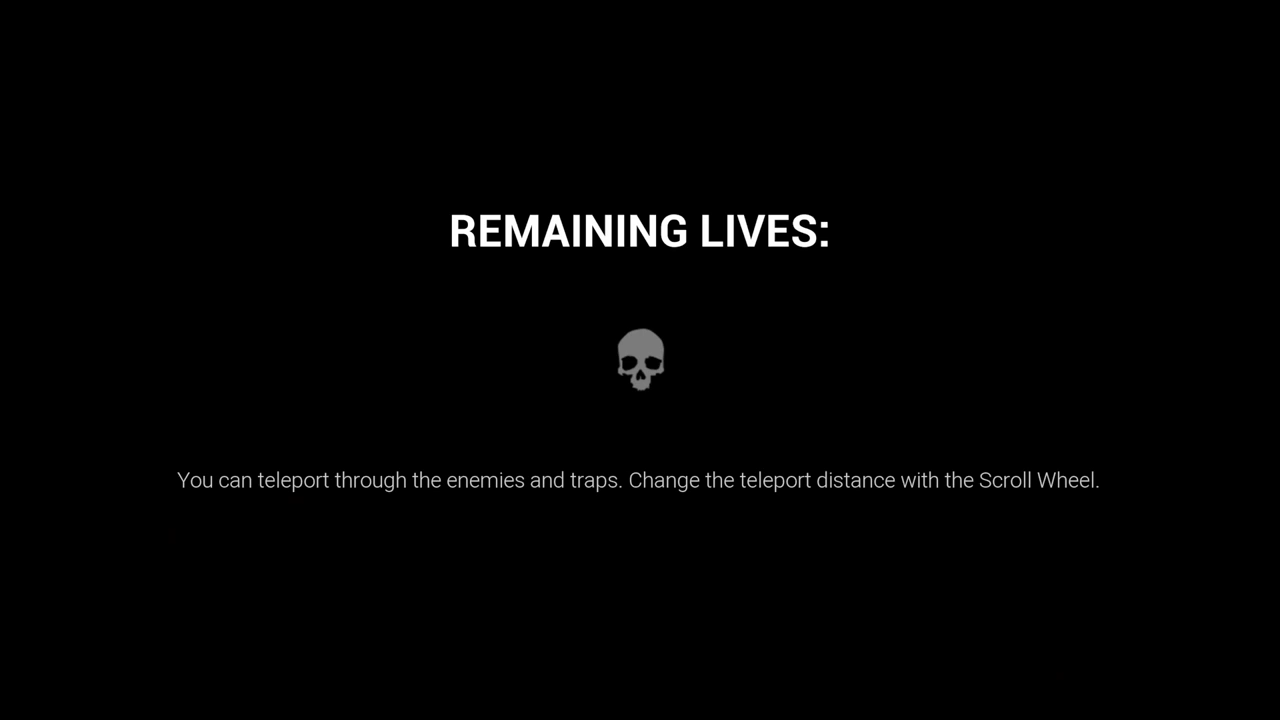 REMAINING LIVES:
You can teleport through the enemies and traps. Change the teleport distance with the Scroll Wheel.